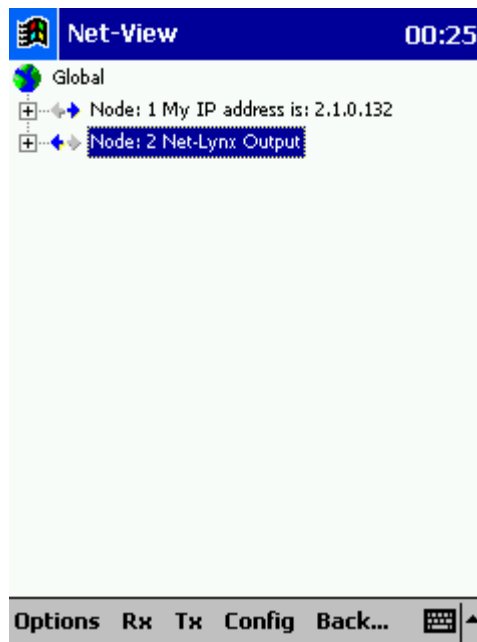 Net-View 00:25
Global
Node: 1 My IP address is: 2.1.0.132
Node: 2 Net-Lynx Output
Options Rx Tx Config Back...